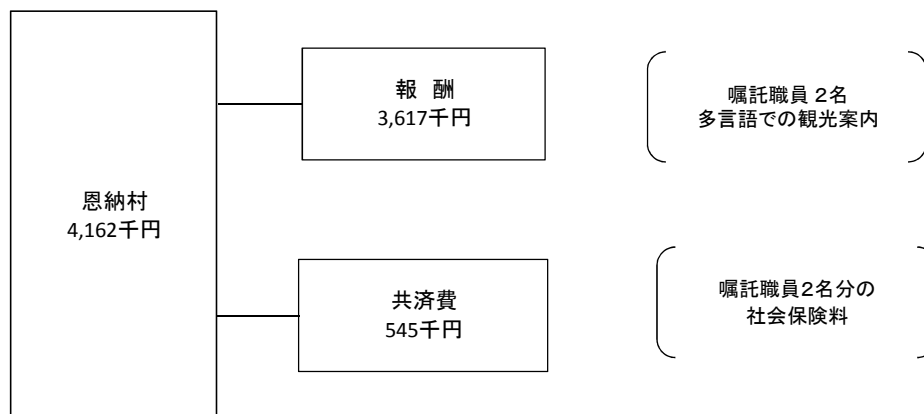 恩納村
4,162千円
報 酬
3,617千円
嘱託職員 2名
多言語での観光案内
共済費
545千円
嘱託職員2名分の
社会保険料